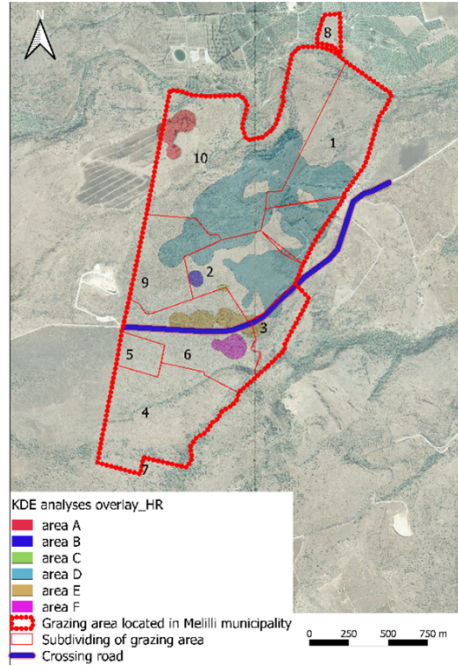 N
8
1
10
9
2
3
5
6
4
7
KDE analyses overlay_HR
area A
area B
area C
area D
area E
area F
Grazing area located in Melilli municipality
Subdividing of grazing area
Crossing road
0 250 500 750 m